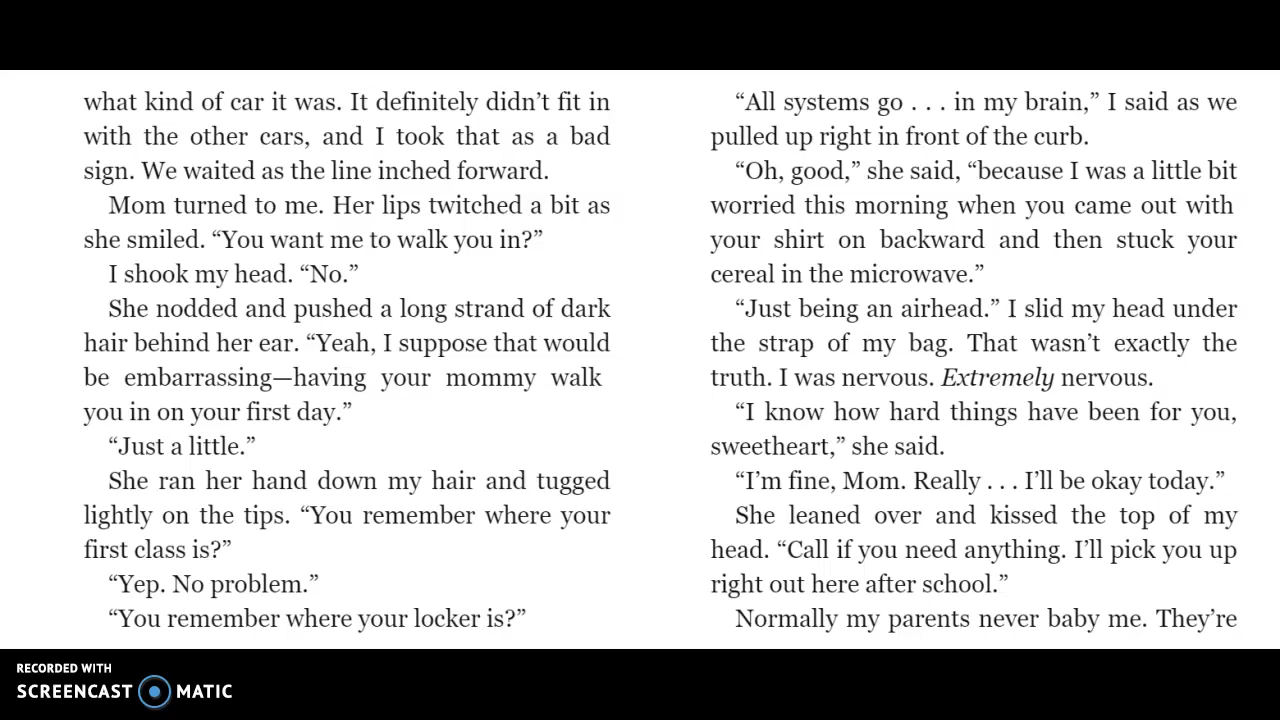 what kind of car it was. It definitely didn’t fit in
with the other cars, and I took that as a bad
sign. We waited as the line inched forward.
Mom turned to me. Her lips twitched a bit as
she smiled. “You want me to walk you in?”
I shook my head. “No.”
She nodded and pushed a long strand of dark
hair behind her ear. “Yeah, I suppose that would
be embarrassing—having your mommy walk
you in on your first day.”
“Just a little.”
She ran her hand down my hair and tugged
lightly on the tips. “You remember where your
first class is?”
“Yep. No problem.”
“You remember where your locker is?”
“All systems go . . . in my brain,” I said as we
pulled up right in front of the curb.
“Oh, good,” she said, “because I was a little bit
worried this morning when you came out with
your shirt on backward and then stuck your
cereal in the microwave.”
“Just being an airhead.” I slid my head under
the strap of my bag. That wasn’t exactly the
truth. I was nervous. Extremely nervous.
“I know how hard things have been for you,
sweetheart,” she said.
“I’m fine, Mom. Really . . . I’ll be okay today.”
She leaned over and kissed the top of my
head. “Call if you need anything. I’ll pick you up
right out here after school.”
Normally my parents never baby me. They’re
RECORDED WITH
SCREENCAST MATIC